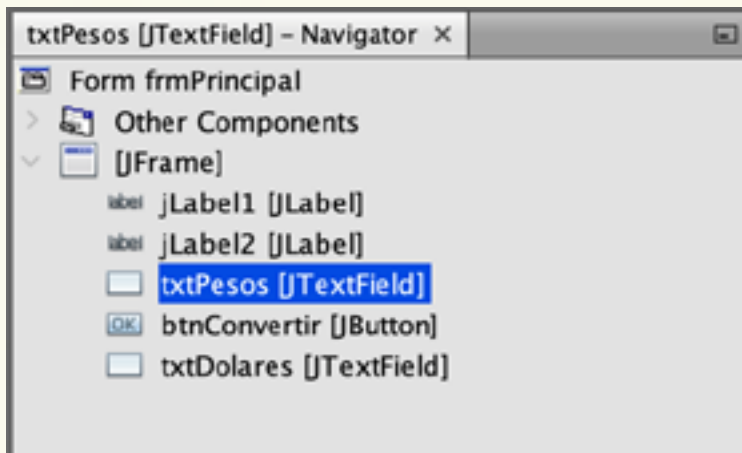 txtPesos [JTextField] – Navigator ×
Form frmPrincipal
Other Components
[JFrame]
label jLabel1 [JLabel]
label jLabel2 [JLabel]
txtPesos [JTextField]
OK btnConvertir [JButton]
txtDolares [JTextField]